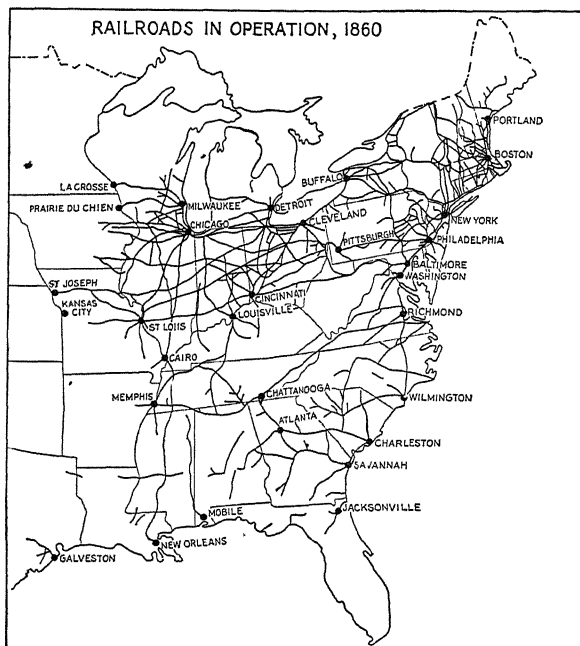 RAILROADS IN OPERATION, 1860
PORTLAND
BOSTON
BUFFALO
LA CROSSE
PRAIRIE DU CHIEN
MILWAUKEE
DETROIT
CLEVELAND
NEW YORK
CHICAGO
PITTSBURGH
PHILADELPHIA
BALTIMORE
WASHINGTON
ST JOSEPH
KANSAS
CITY
CINCINNATI
ST LOUIS
LOUISVILLE
RICHMOND
CAIRO
MEMPHIS
CHATTANOOGA
WILMINGTON
ATLANTA
CHARLESTON
SAVANNAH
MOBILE
JACKSONVILLE
NEW ORLEANS
GALVESTON